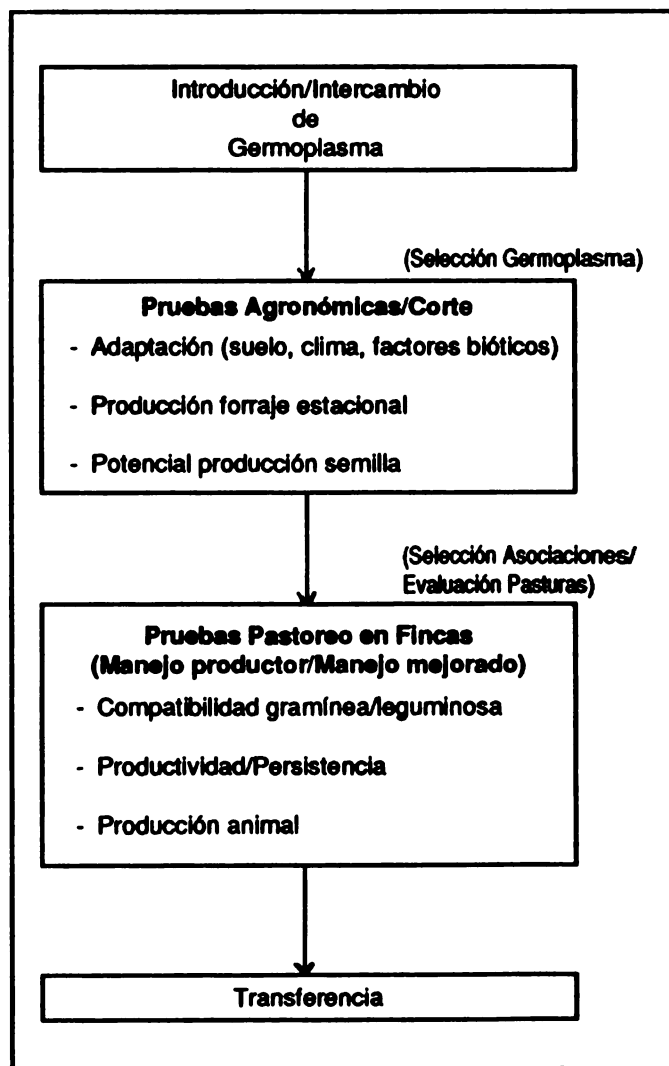 Introducción/Intercambio
de
Germoplasma
(Selección Germoplasma)
Pruebas Agronómicas/Corte
- Adaptación (suelo, clima, factores bióticos)
- Producción forraje estacional
- Potencial producción semilla
(Selección Asociaciones/
Evaluación Pasturas)
Pruebas Pastoreo en Fincas
(Manejo productor/Manejo mejorado)
- Compatibilidad gramínea/leguminosa
- Productividad/Persistencia
- Producción animal
Transferencia